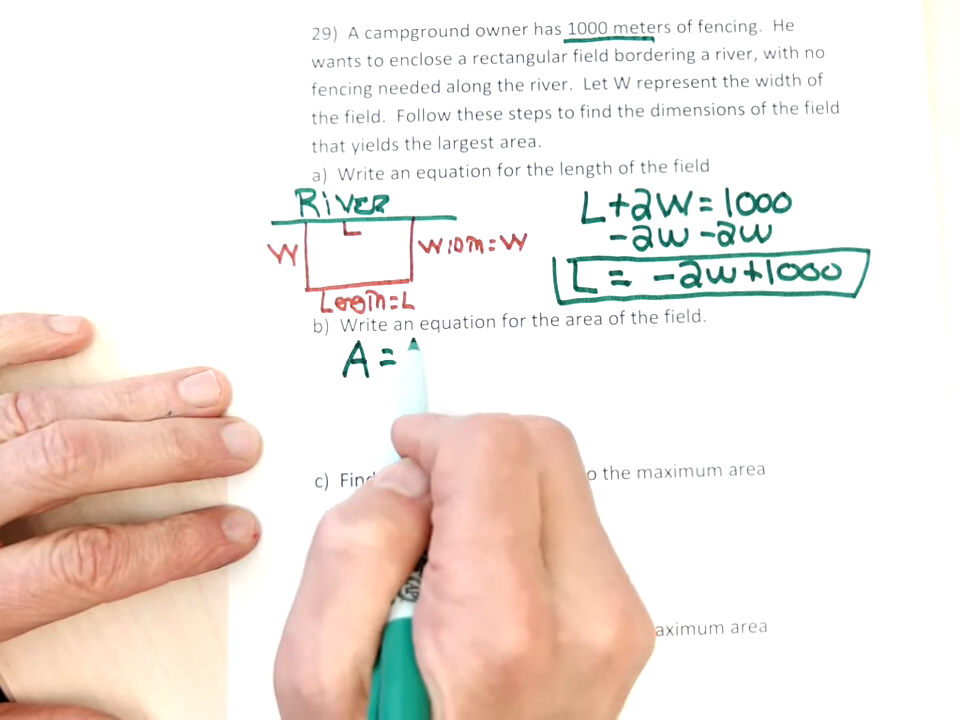 29) A campground owner has 1000 meters of fencing. He
wants to enclose a rectangular field bordering a river, with no
fencing needed along the river. Let W represent the width of
the field. Follow these steps to find the dimensions of the field
that yields the largest area.
a) Write an equation for the length of the field
RiVER
L
W
WiDTh = W
Length = L
L + 2W = 1000
-2W -2W
L = -2W + 1000
b) Write an equation for the area of the field.
A =
c) Find
o the maximum area
aximum area